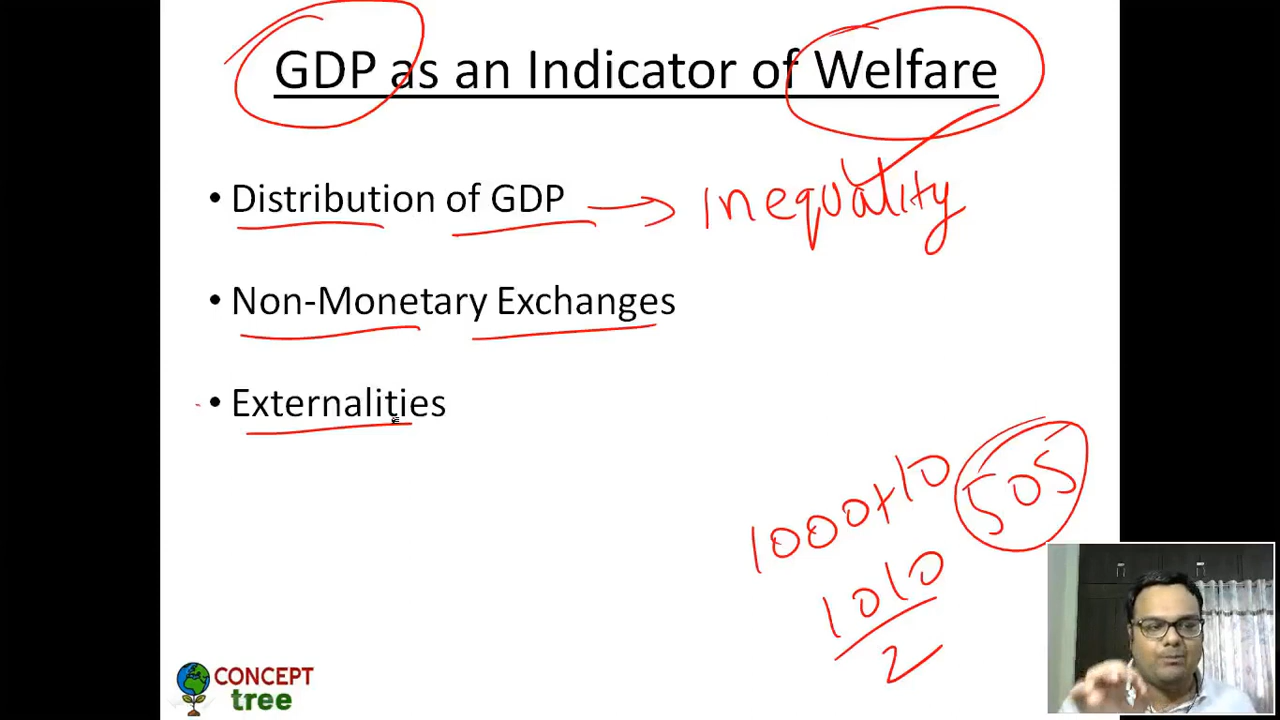 GDP as an Indicator of Welfare
• Distribution of GDP → inequality
• Non-Monetary Exchanges
• Externalities
1000+10
505
1010
2
CONCEPT
tree